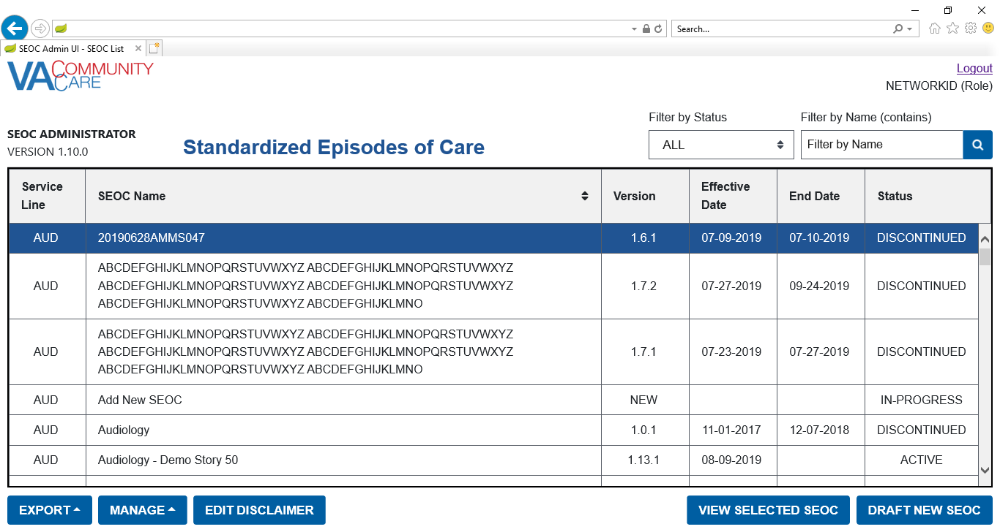 Search...
SEOC Admin UI - SEOC List
VA COMMUNITY CARE
Logout
NETWORKID (Role)
Filter by Status
Filter by Name (contains)
SEOC ADMINISTRATOR
VERSION 1.10.0
Standardized Episodes of Care
ALL
Filter by Name
Service Line
SEOC Name
Version
Effective Date
End Date
Status
AUD 20190628AMMS047 1.6.1 07-09-2019 07-10-2019 DISCONTINUED
ABCDEFGHIJKLMNOPQRSTUVWXYZ ABCDEFGHIJKLMNOPQRSTUVWXYZ
AUD ABCDEFGHIJKLMNOPQRSTUVWXYZ ABCDEFGHIJKLMNOPQRSTUVWXYZ 1.7.2 07-27-2019 09-24-2019 DISCONTINUED
ABCDEFGHIJKLMNOPQRSTUVWXYZ ABCDEFGHIJKLMNO
ABCDEFGHIJKLMNOPQRSTUVWXYZ ABCDEFGHIJKLMNOPQRSTUVWXYZ
AUD ABCDEFGHIJKLMNOPQRSTUVWXYZ ABCDEFGHIJKLMNOPQRSTUVWXYZ 1.7.1 07-23-2019 07-27-2019 DISCONTINUED
ABCDEFGHIJKLMNOPQRSTUVWXYZ ABCDEFGHIJKLMNO
AUD Add New SEOC NEW IN-PROGRESS
AUD Audiology 1.0.1 11-01-2017 12-07-2018 DISCONTINUED
AUD Audiology - Demo Story 50 1.13.1 08-09-2019 ACTIVE
EXPORT
MANAGE
EDIT DISCLAIMER
VIEW SELECTED SEOC
DRAFT NEW SEOC